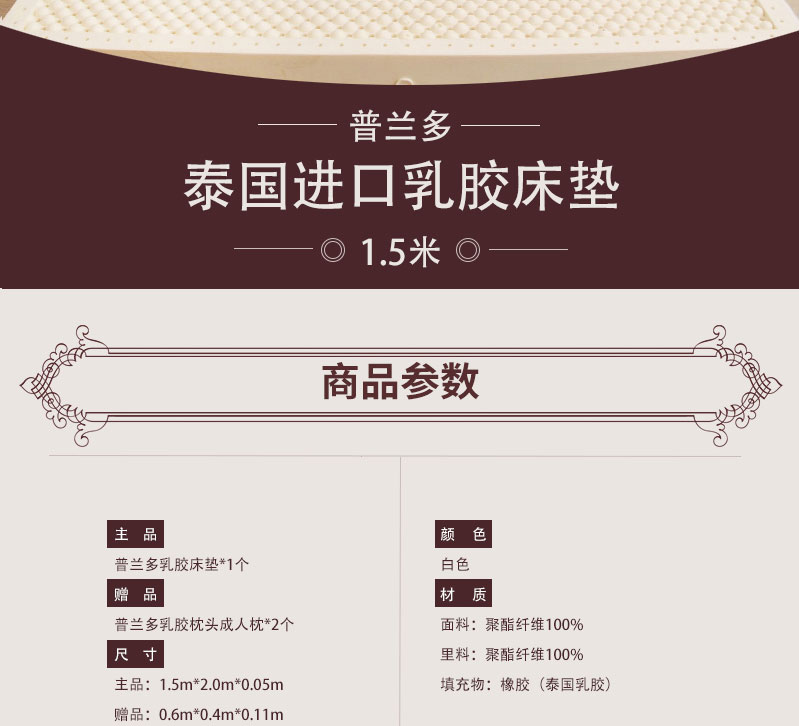 普兰多
泰国进口乳胶床垫
1.5米
商品参数
主 品
普兰多乳胶床垫*1个
赠 品
普兰多乳胶枕头成人枕*2个
尺 寸
主品：1.5m*2.0m*0.05m
赠品：0.6m*0.4m*0.11m
颜 色
白色
材 质
面料：聚酯纤维100%
里料：聚酯纤维100%
填充物：橡胶（泰国乳胶）